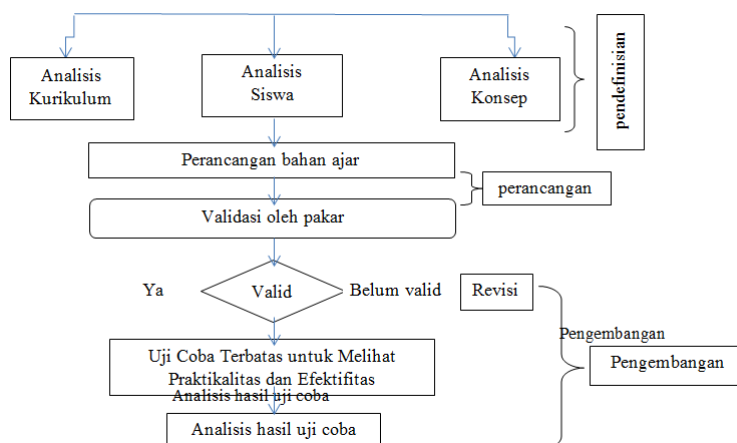 Analisis
Kurikulum
Analisis
Siswa
Analisis
Konsep
pendefinisian
Perancangan bahan ajar
perancangan
Validasi oleh pakar
Ya
Valid
Belum valid
Revisi
Pengembangan
Pengembangan
Uji Coba Terbatas untuk Melihat
Praktikalitas dan Efektifitas
Analisis hasil uji coba
Analisis hasil uji coba